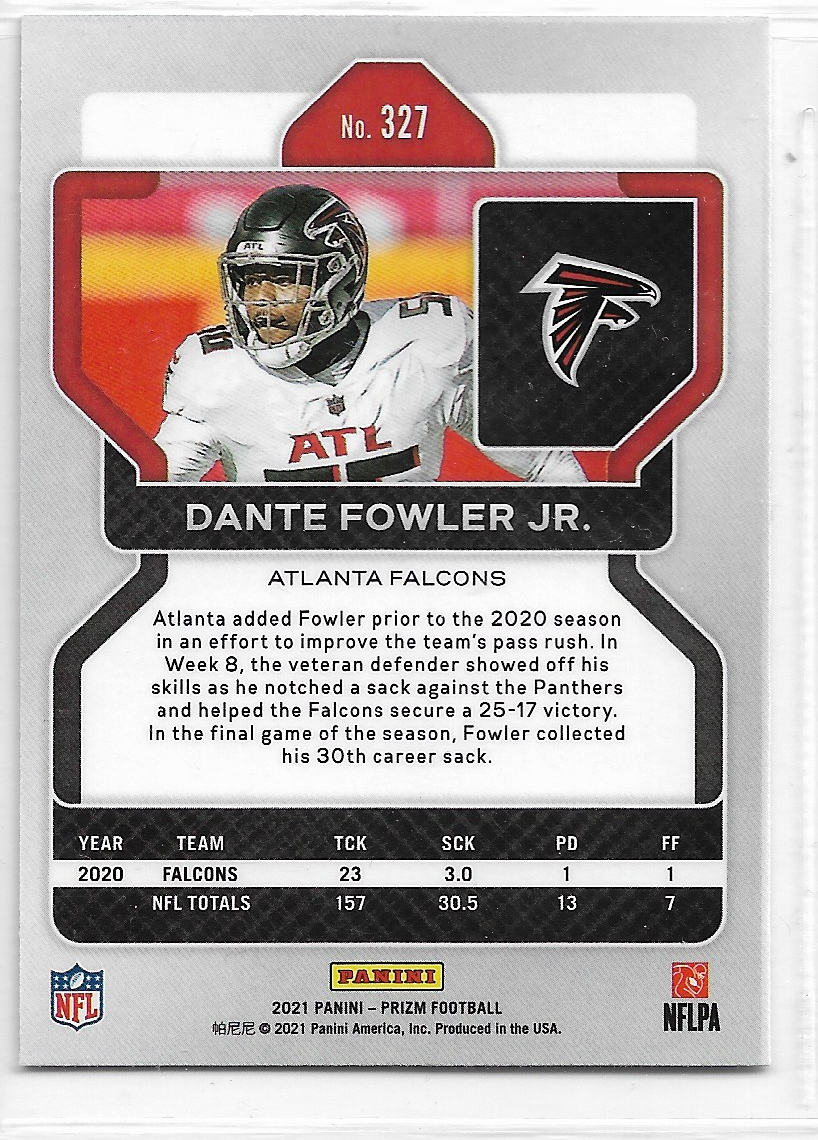 No. 327
ATL
ATL
DANTE FOWLER JR.
ATLANTA FALCONS
Atlanta added Fowler prior to the 2020 season
in an effort to improve the team's pass rush. In
Week 8, the veteran defender showed off his
skills as he notched a sack against the Panthers
and helped the Falcons secure a 25-17 victory.
In the final game of the season, Fowler collected
his 30th career sack.
YEAR TEAM TCK SCK PD FF
2020 FALCONS 23 3.0 1 1
NFL TOTALS 157 30.5 13 7
NFL
PANINI
NFLPA
2021 PANINI – PRIZM FOOTBALL
帕尼尼 © 2021 Panini America, Inc. Produced in the USA.